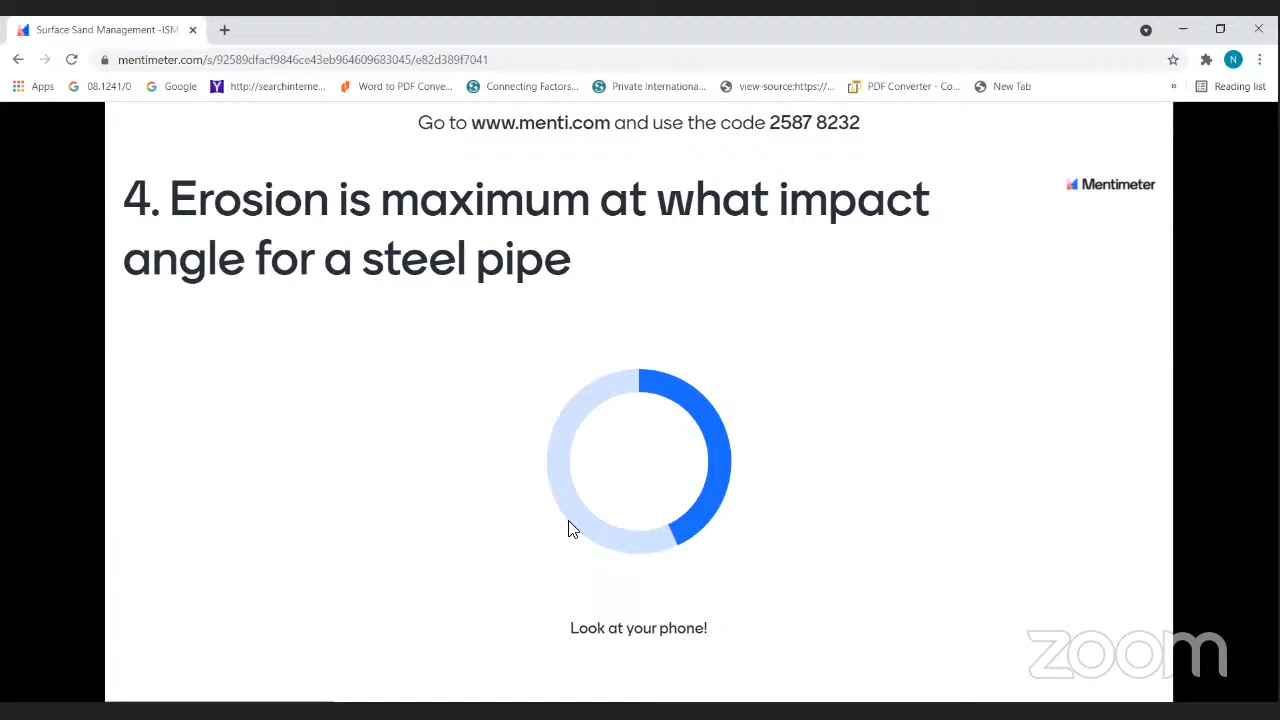 Surface Sand Management -ISM
mentimeter.com/s/92589dfacf9846ce43eb964609683045/e82d389f7041
N
Apps
08.1241/0
Google
http://searchinterne...
Word to PDF Conve...
Connecting Factors...
Private Internationa...
view-source:https://...
PDF Converter - Co...
New Tab
»
Reading list
Go to www.menti.com and use the code 2587 8232
4. Erosion is maximum at what impact
angle for a steel pipe
Mentimeter
Look at your phone!
zoom